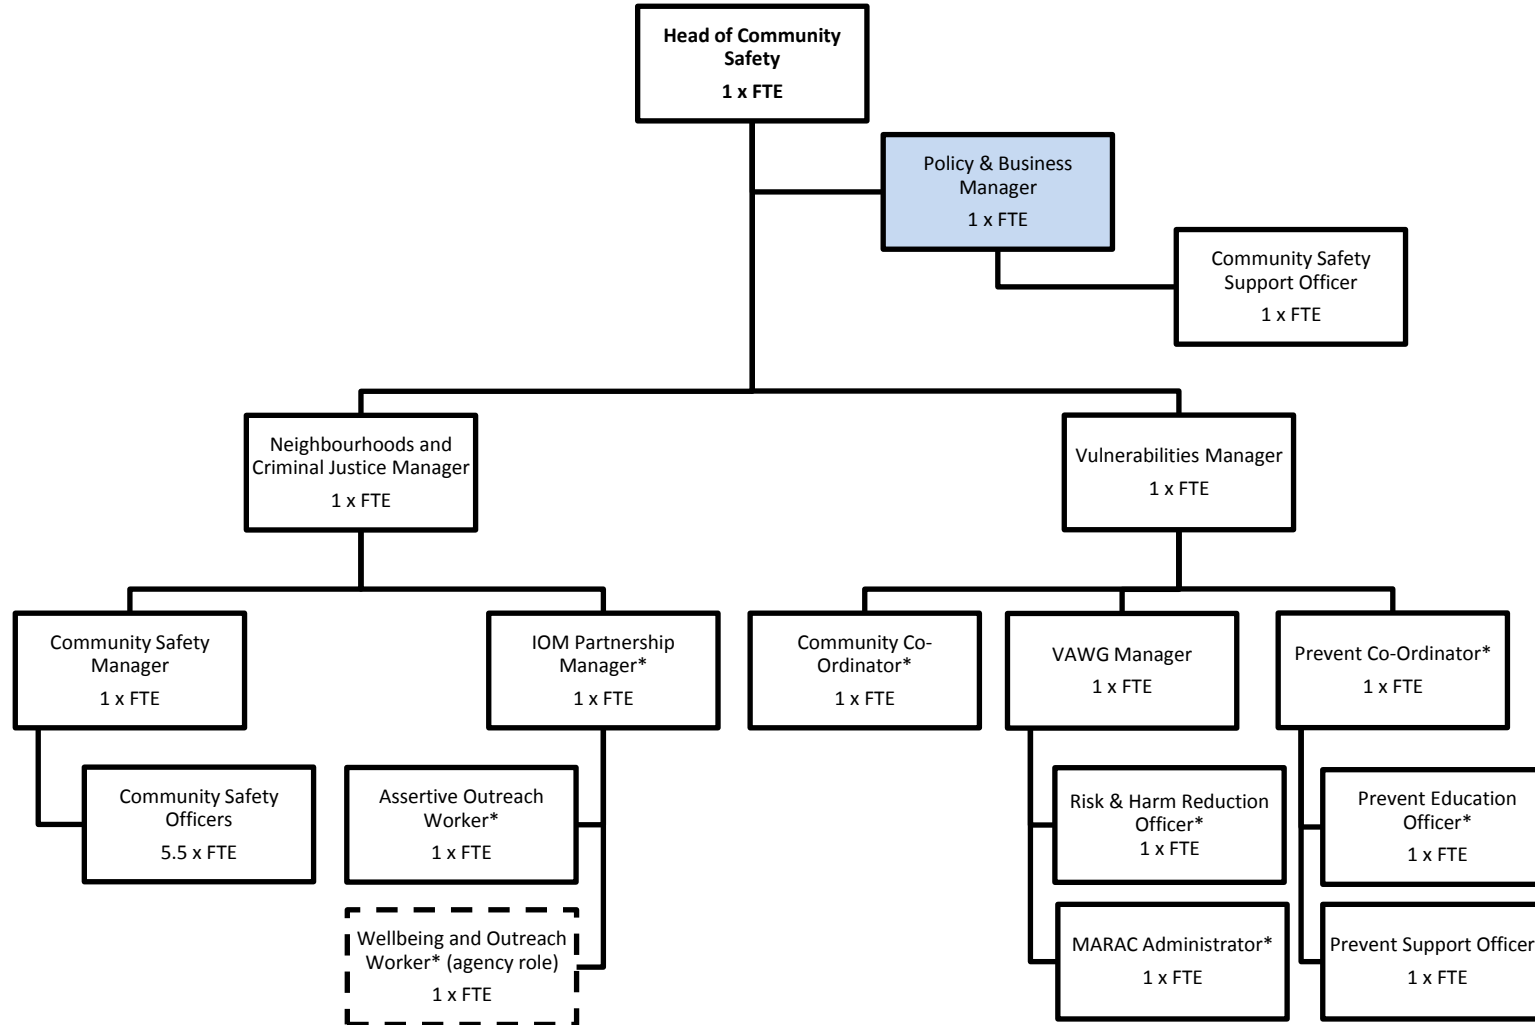 Head of Community
Safety
1 x FTE
Policy & Business
Manager
1 x FTE
Community Safety
Support Officer
1 x FTE
Neighbourhoods and
Criminal Justice Manager
1 x FTE
Vulnerabilities Manager
1 x FTE
Community Safety
Manager
1 x FTE
IOM Partnership
Manager*
1 x FTE
Community Co-
Ordinator*
1 x FTE
VAWG Manager
1 x FTE
Prevent Co-Ordinator*
1 x FTE
Community Safety
Officers
5.5 x FTE
Assertive Outreach
Worker*
1 x FTE
Risk & Harm Reduction
Officer*
1 x FTE
Prevent Education
Officer*
1 x FTE
Wellbeing and Outreach
Worker* (agency role)
1 x FTE
MARAC Administrator*
1 x FTE
Prevent Support Officer
1 x FTE